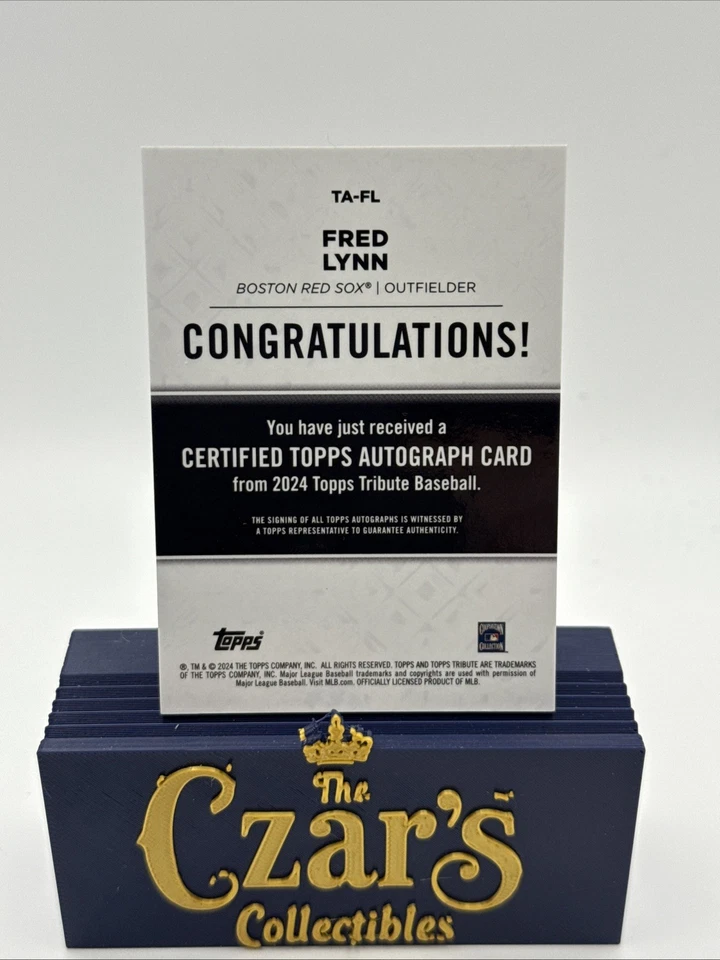 TA-FL
FRED
LYNN
BOSTON RED SOX® | OUTFIELDER
CONGRATULATIONS!
You have just received a
CERTIFIED TOPPS AUTOGRAPH CARD
from 2024 Topps Tribute Baseball.
THE SIGNING OF ALL TOPPS AUTOGRAPHS IS WITNESSED BY
A TOPPS REPRESENTATIVE TO GUARANTEE AUTHENTICITY.
topps
COOPERSTOWN
COLLECTION
®, TM & © 2024 THE TOPPS COMPANY, INC. ALL RIGHTS RESERVED. TOPPS AND TOPPS TRIBUTE ARE TRADEMARKS
OF THE TOPPS COMPANY, INC. Major League Baseball trademarks and copyrights are used with permission of
Major League Baseball. Visit MLB.com. OFFICIALLY LICENSED PRODUCT OF MLB.
The
Czar's
Collectibles